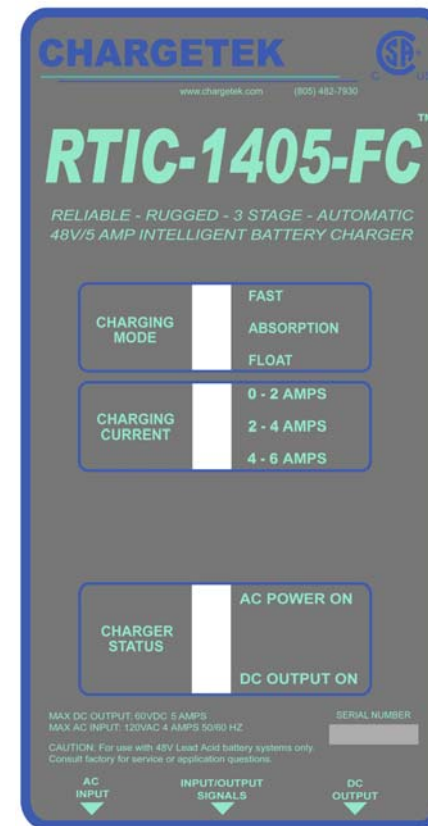 CHARGETEK
SA
C US
www.chargetek.com (805) 482-7930
RTIC-1405-FC™
RELIABLE - RUGGED - 3 STAGE - AUTOMATIC
48V/5 AMP INTELLIGENT BATTERY CHARGER
CHARGING
MODE
FAST
ABSORPTION
FLOAT
CHARGING
CURRENT
0 - 2 AMPS
2 - 4 AMPS
4 - 6 AMPS
CHARGER
STATUS
AC POWER ON
DC OUTPUT ON
MAX DC OUTPUT: 60VDC 5 AMPS
MAX AC INPUT: 120VAC 4 AMPS 50/60 HZ
SERIAL NUMBER
CAUTION: For use with 48V Lead Acid battery systems only.
Consult factory for service or application questions.
AC
INPUT
INPUT/OUTPUT
SIGNALS
DC
OUTPUT